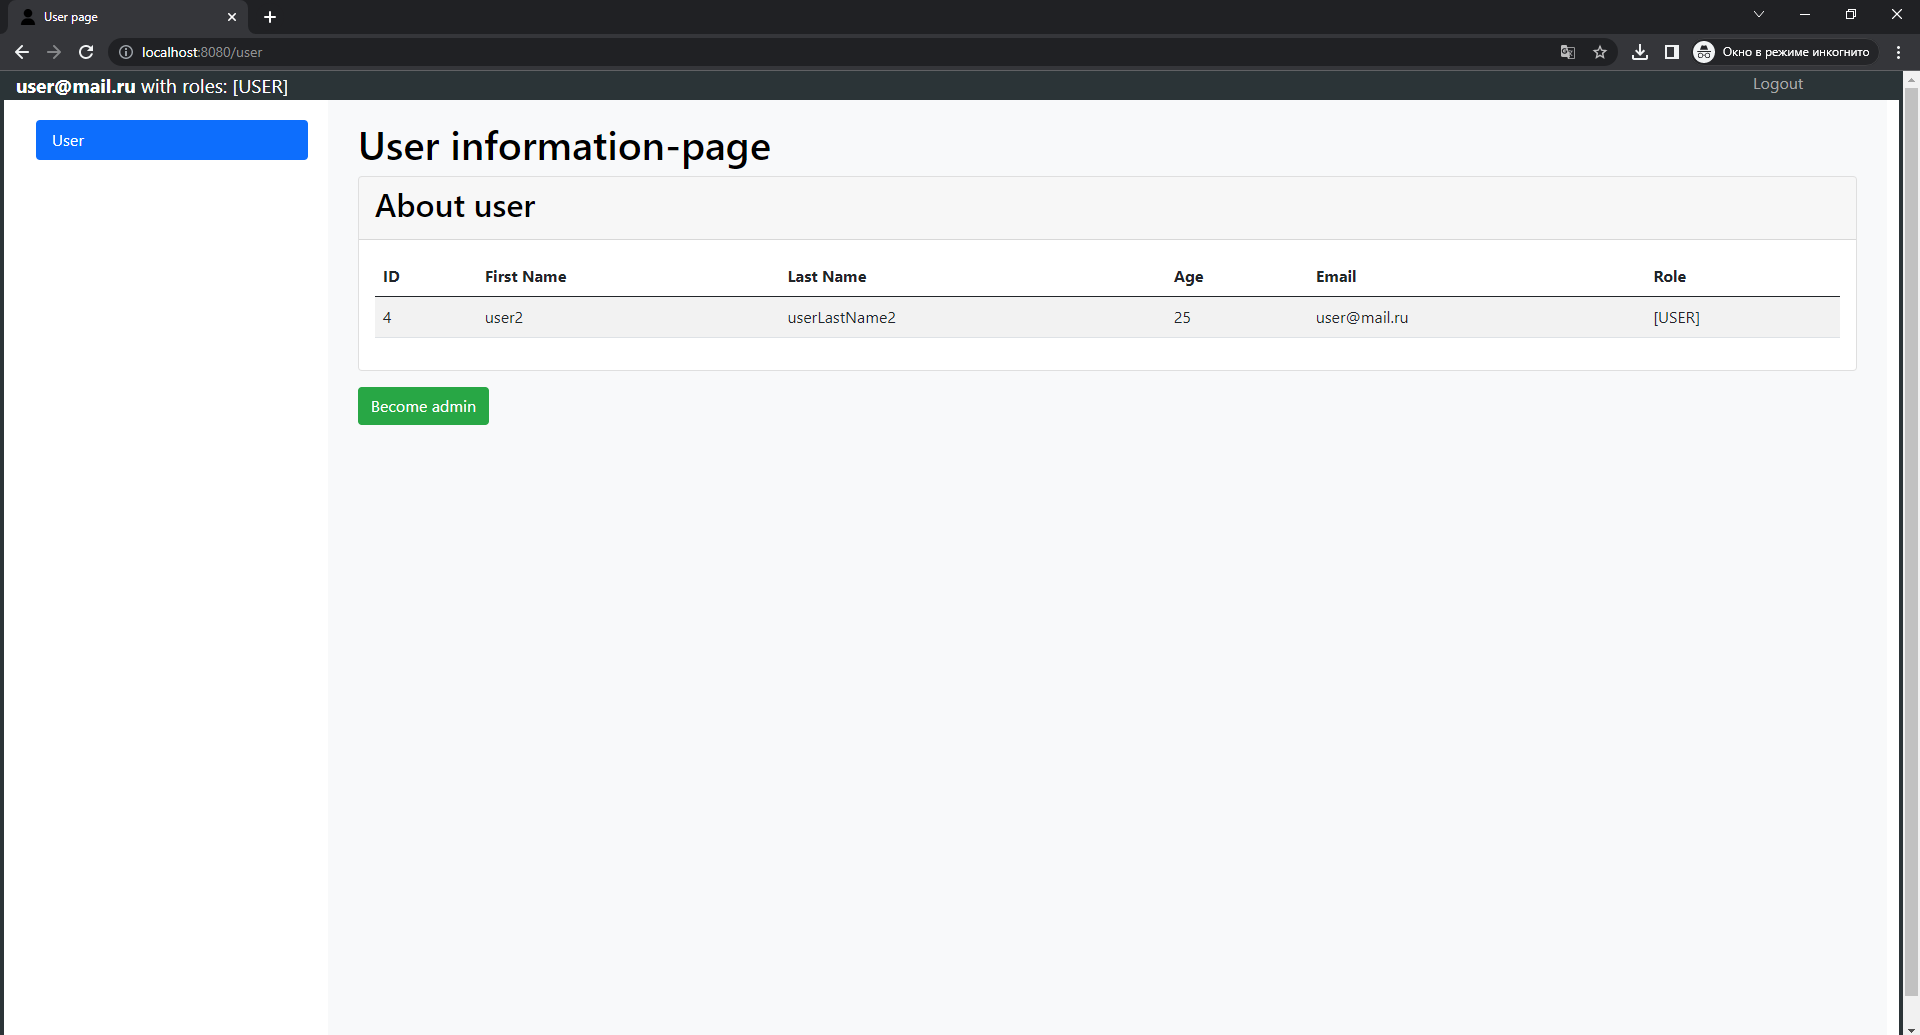 User page
localhost:8080/user
Окно в режиме инкогнито
user@mail.ru with roles: [USER]
Logout
User
User information-page
About user
ID First Name Last Name Age Email Role
4 user2 userLastName2 25 user@mail.ru [USER]
Become admin